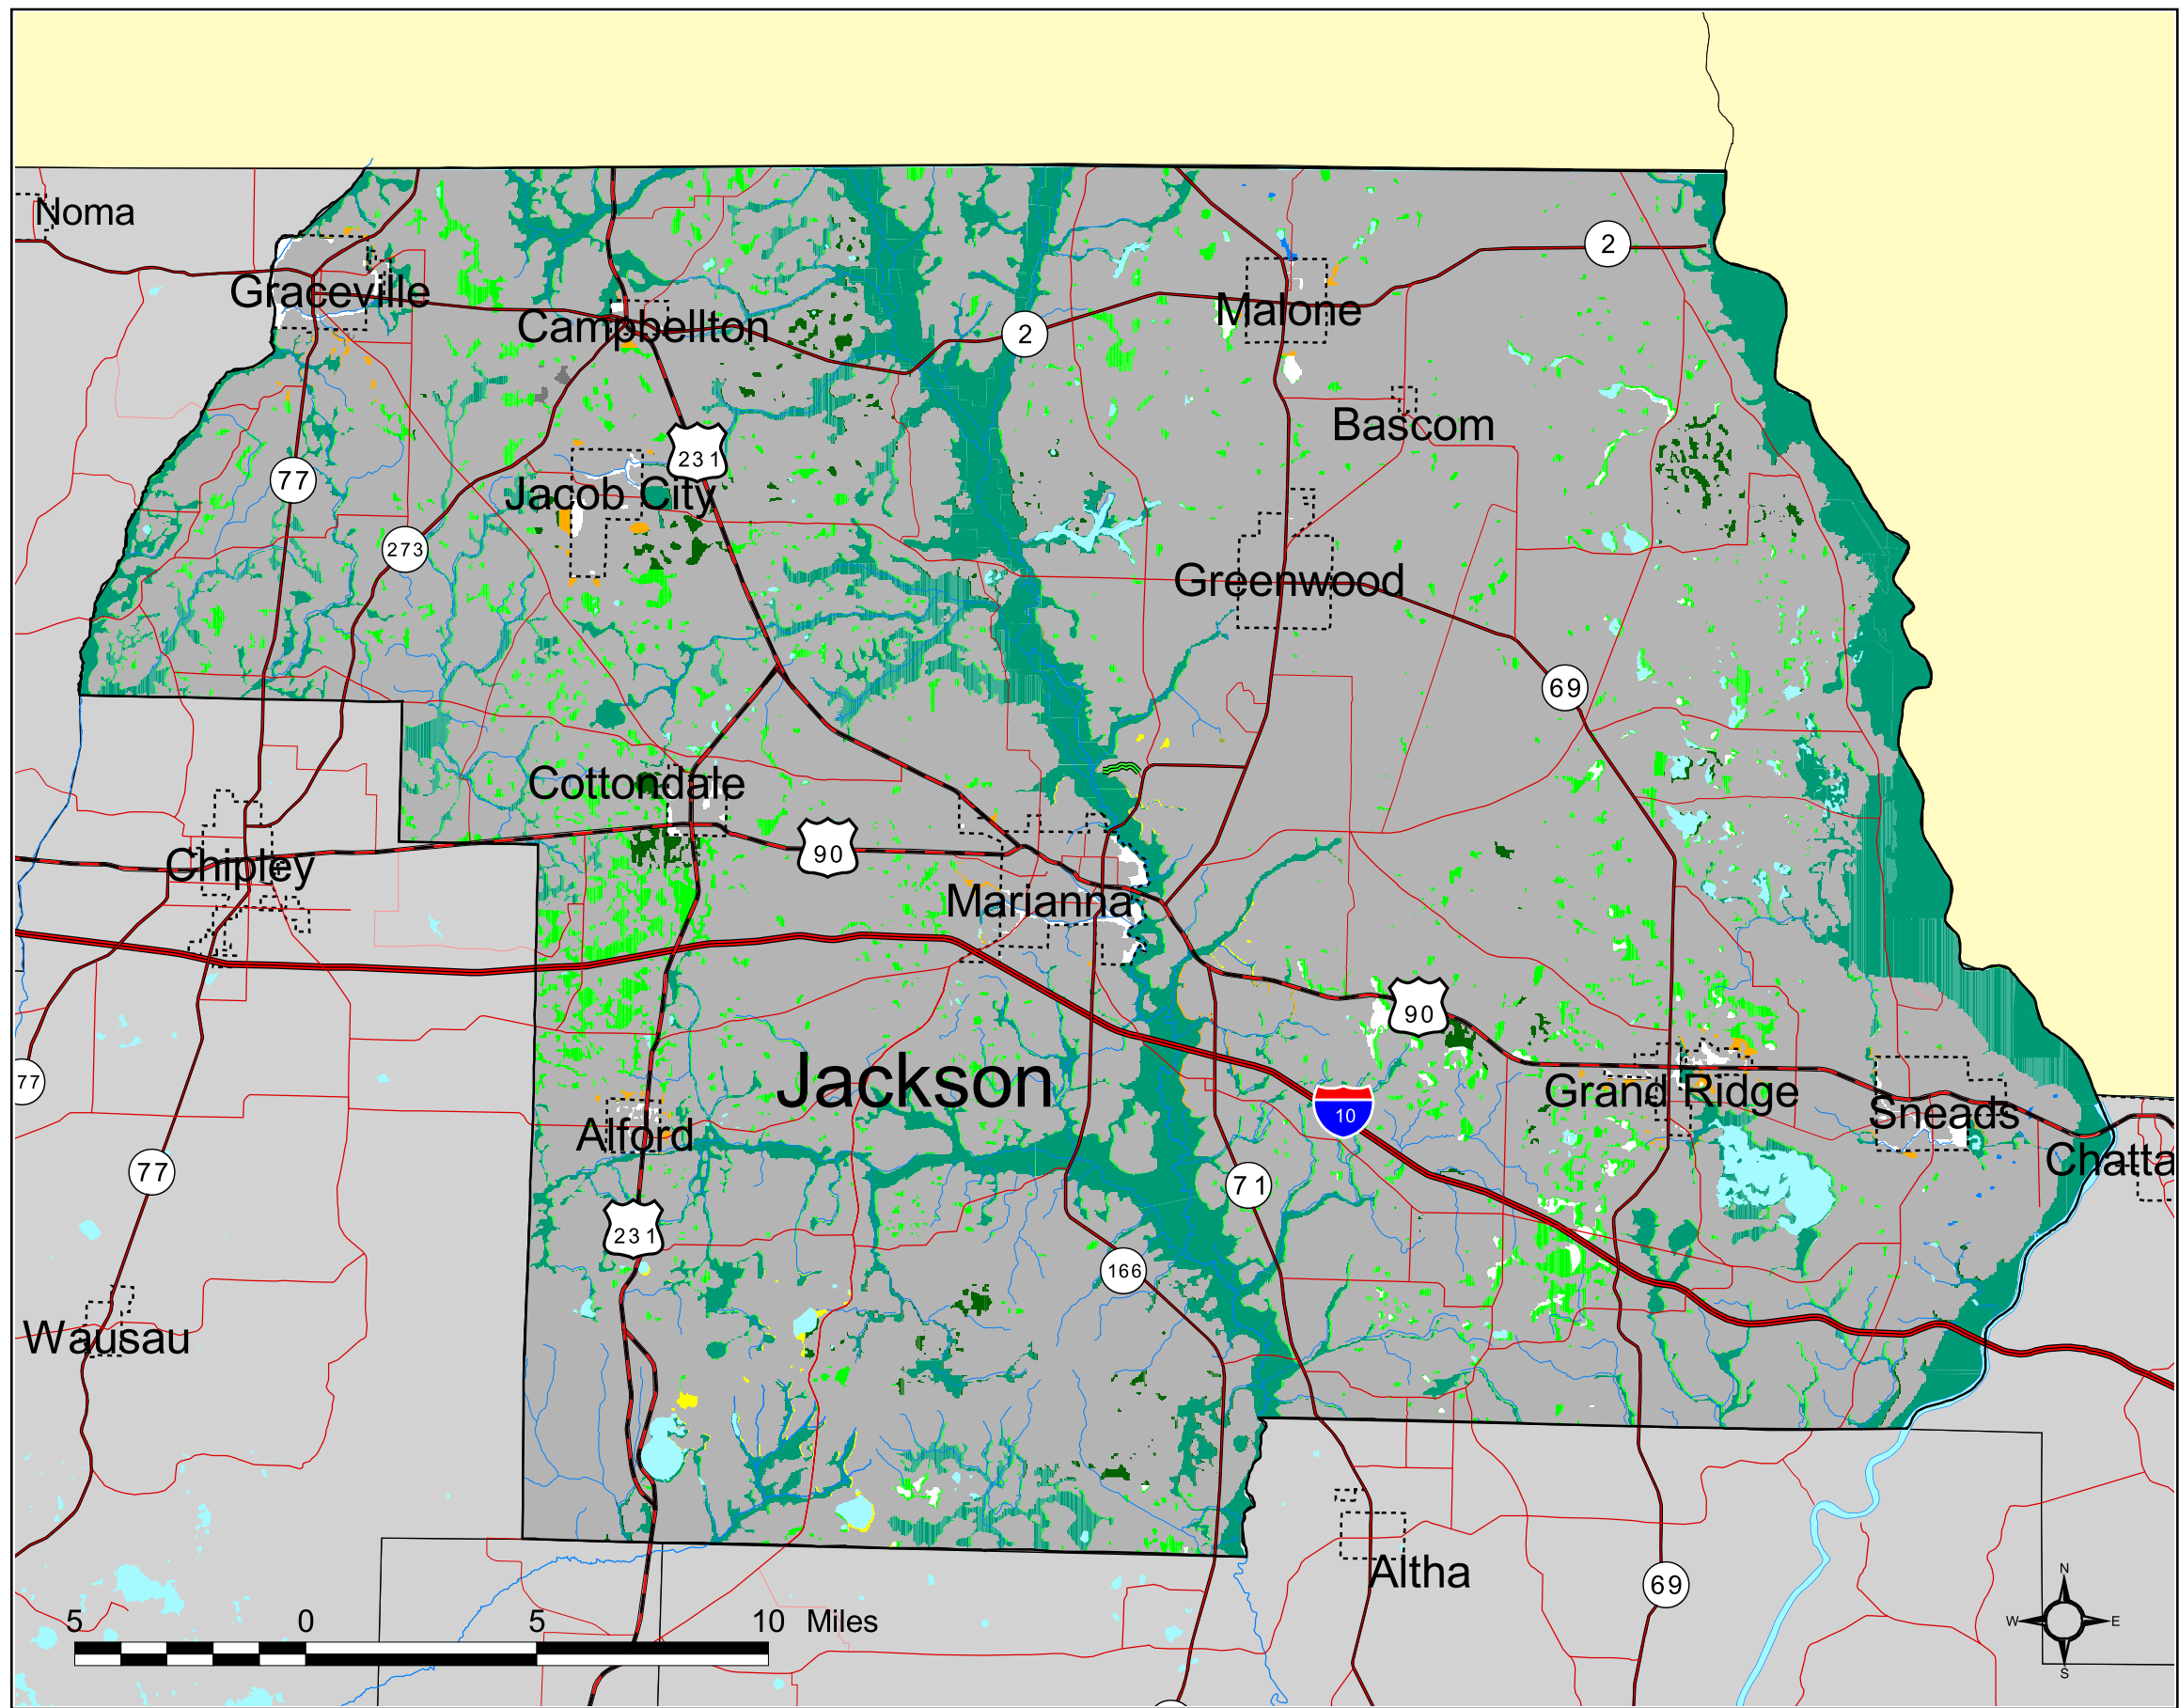 Noma
2
Graceville
Malone
Campbellton
2
Bascom
231
77
Jacob City
273
Greenwood
69
Cottondale
90
Chipley
Marianna
90
Jackson
77
Grand Ridge
10
Sneads
Alford
Chatta
77
71
231
166
Wausau
Altha
69
N
W E
S
5 0 5 10 Miles